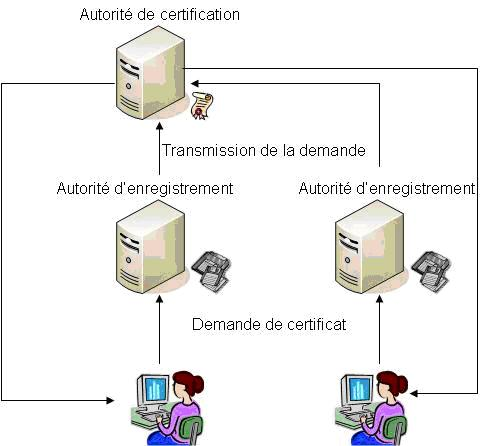 Autorité de certification
Transmission de la demande
Autorité d'enregistrement
Autorité d'enregistrement
Demande de certificat